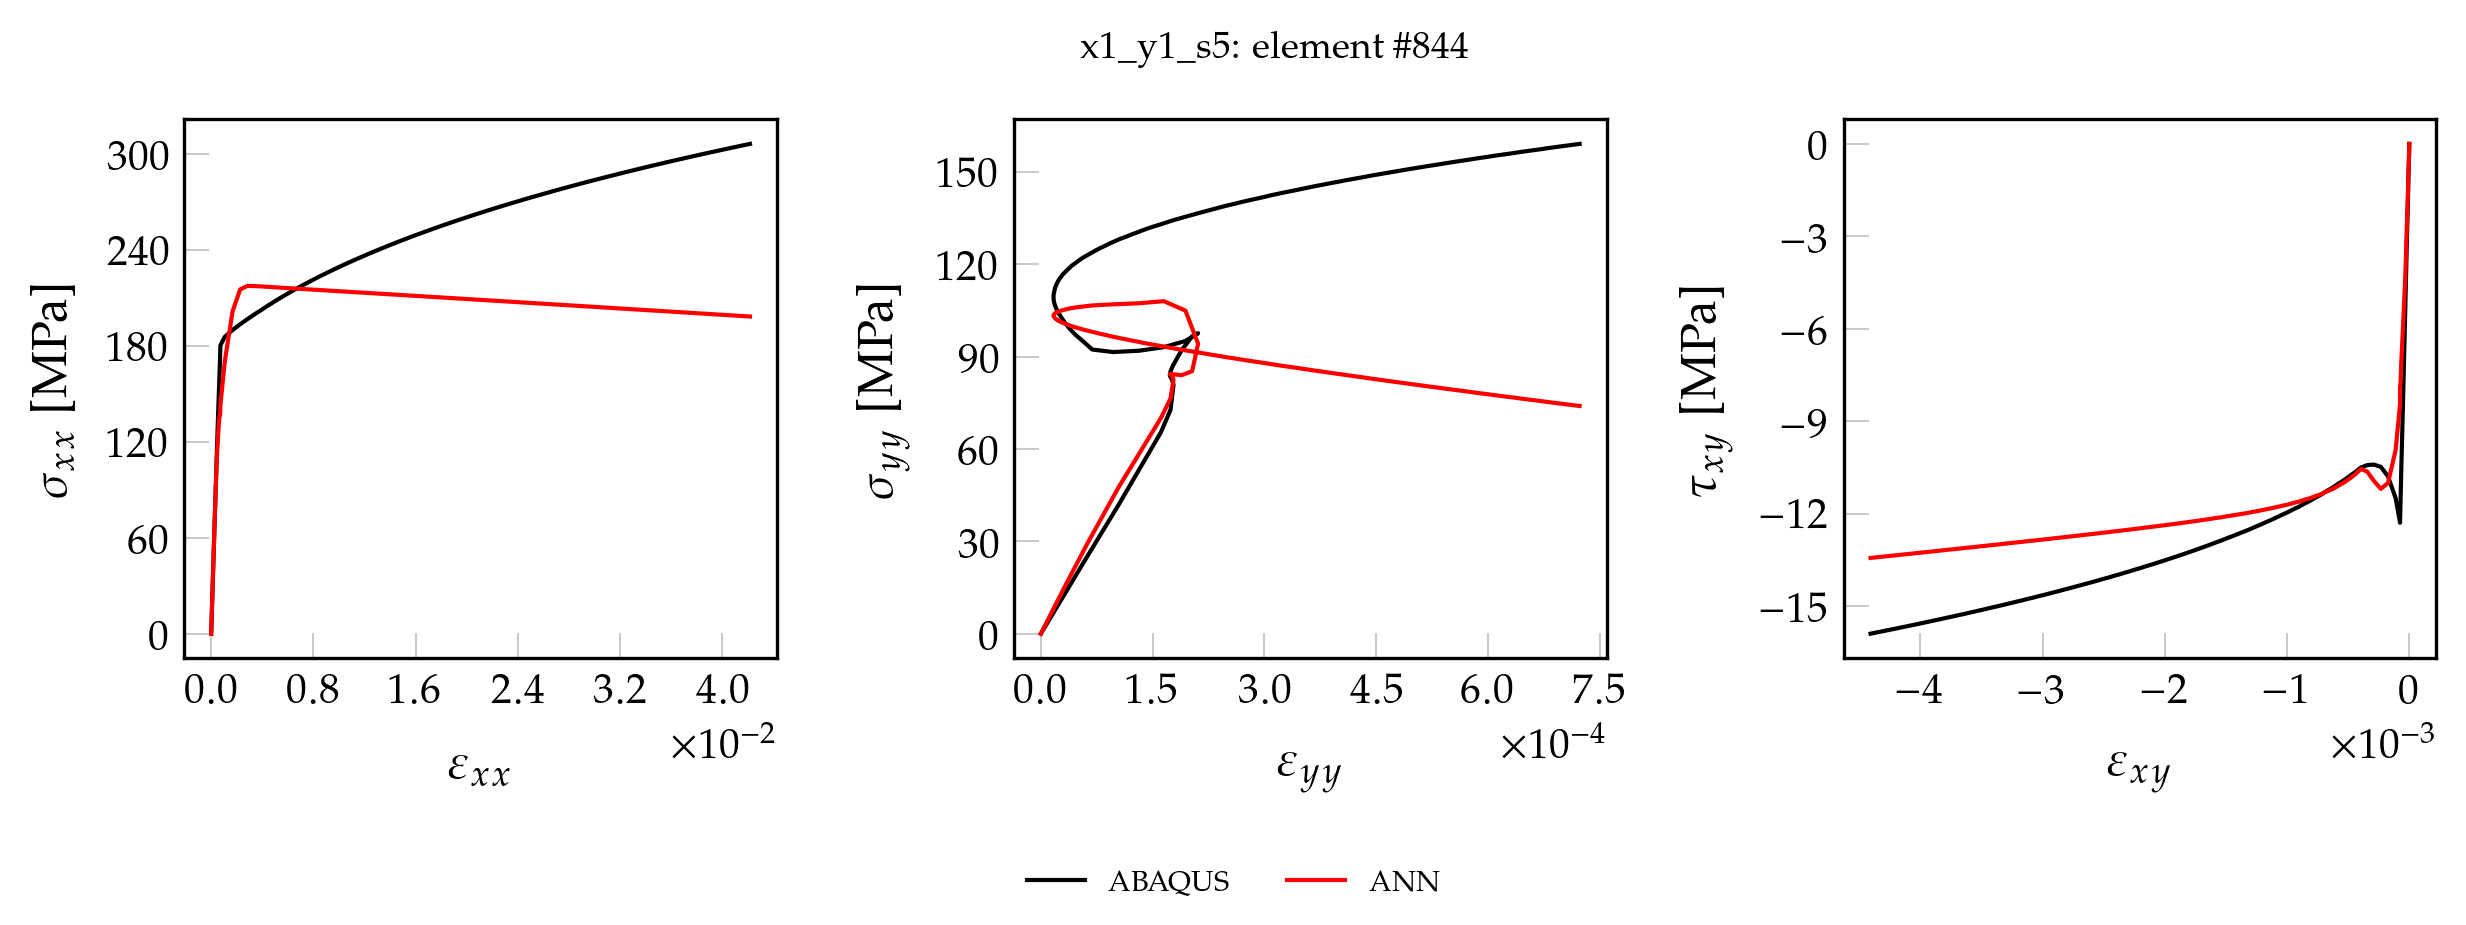 x1_y1_s5: element #844
σxx [MPa]
300
240
180
120
60
0
0.0 0.8 1.6 2.4 3.2 4.0
×10−2
εxx
σyy [MPa]
150
120
90
60
30
0
0.0 1.5 3.0 4.5 6.0 7.5
×10−4
εyy
τxy [MPa]
0
−3
−6
−9
−12
−15
−4 −3 −2 −1 0
×10−3
εxy
ABAQUS ANN